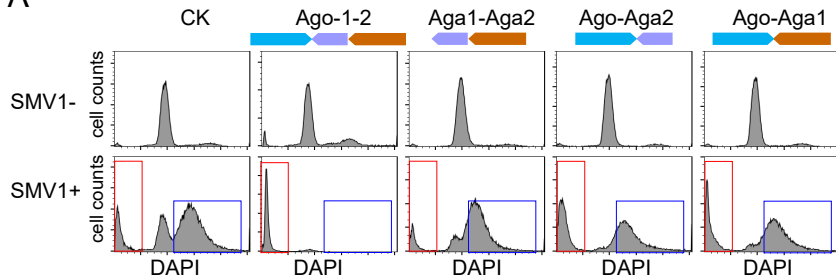 CK Ago-1-2 Aga1-Aga2 Ago-Aga2 Ago-Aga1
SMV1-
cell counts
SMV1+
cell counts
DAPI DAPI DAPI DAPI DAPI